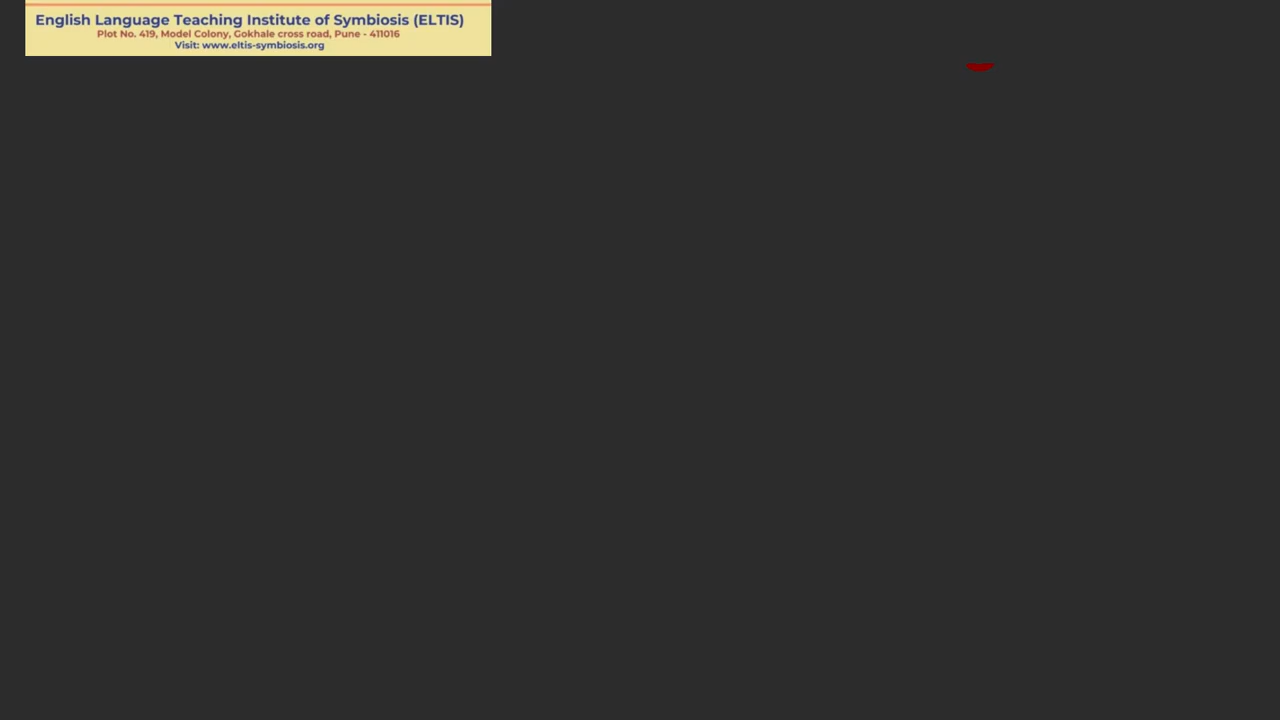 English Language Teaching Institute of Symbiosis (ELTIS)
Plot No. 419, Model Colony, Gokhale cross road, Pune - 411016
Visit: www.eltis-symbiosis.org